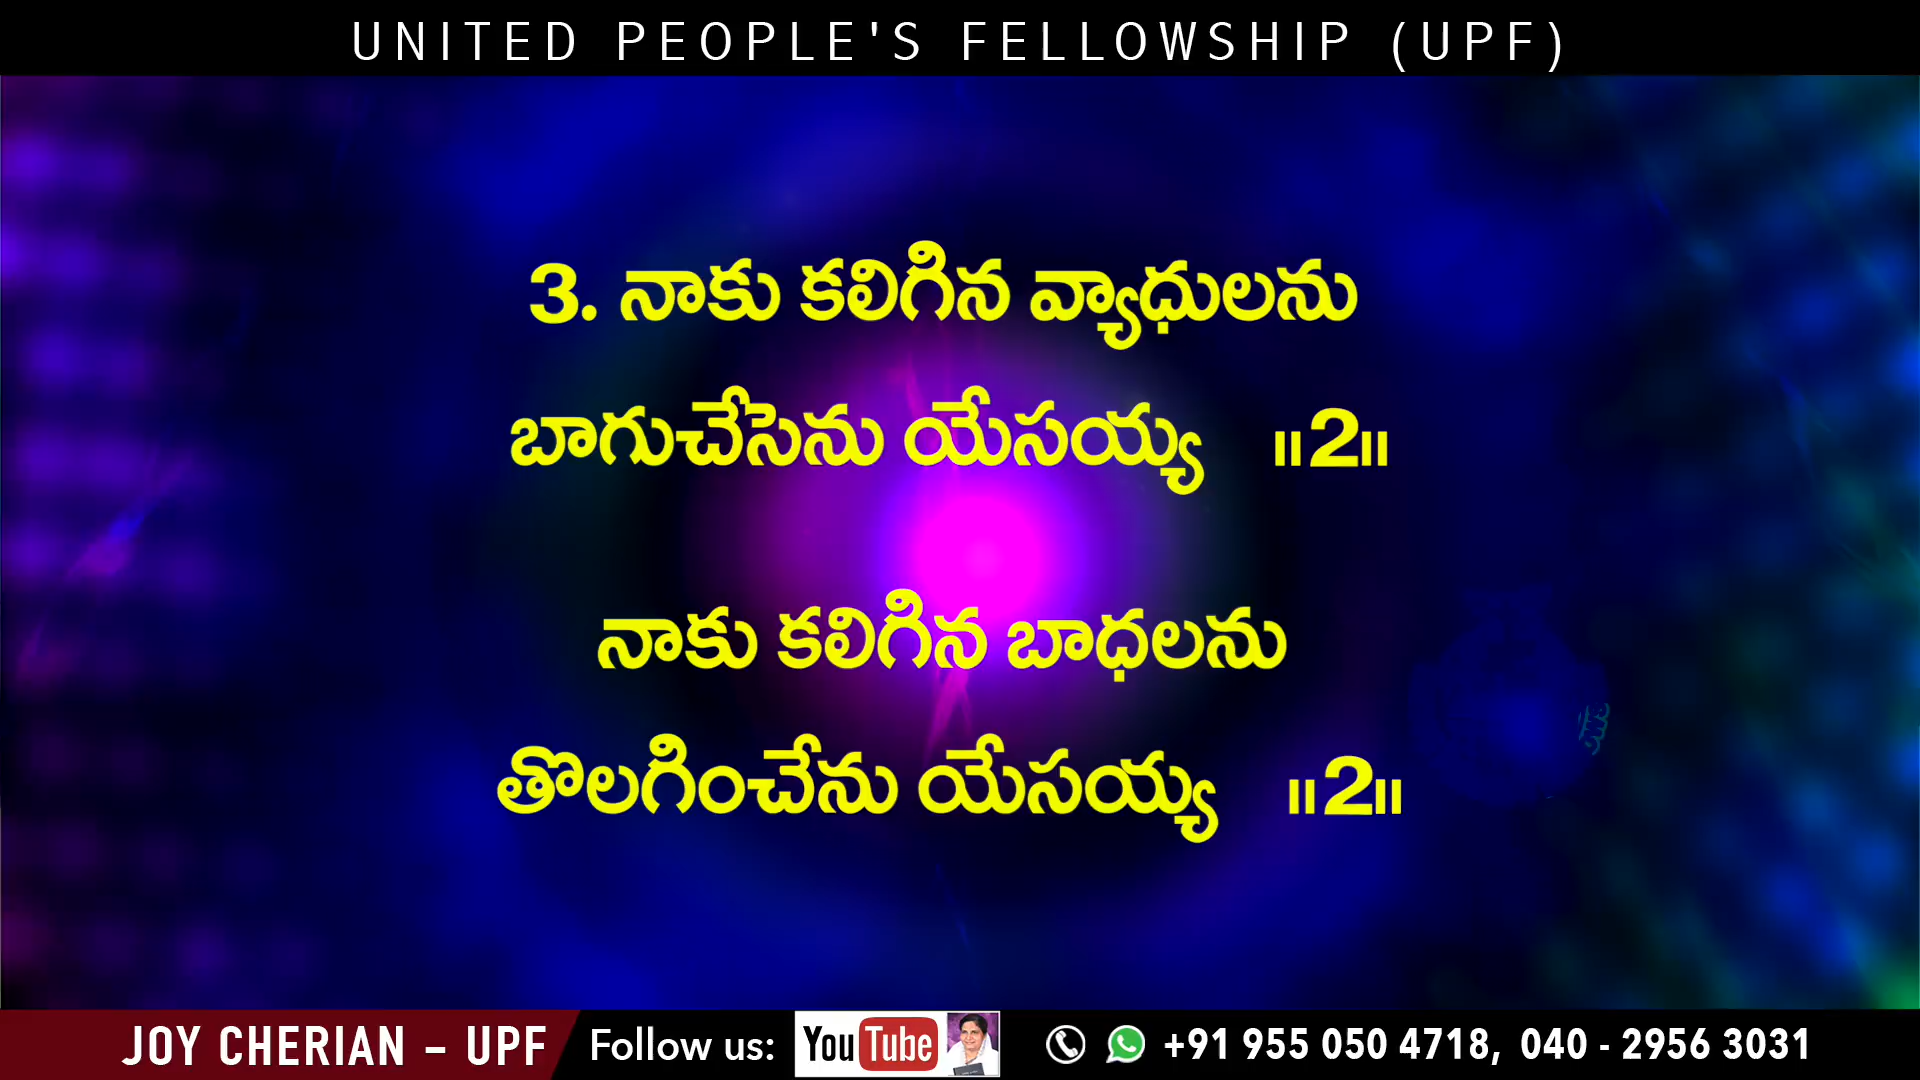 UNITED PEOPLE'S FELLOWSHIP (UPF)
3. నాకు కలిగిన వ్యాధులను
బాగుచేసెను యేసయ్య ॥2॥
నాకు కలిగిన బాధలను
తొలగించేను యేసయ్య ॥2॥
JOY CHERIAN – UPF Follow us: YouTube +91 955 050 4718, 040 - 2956 3031